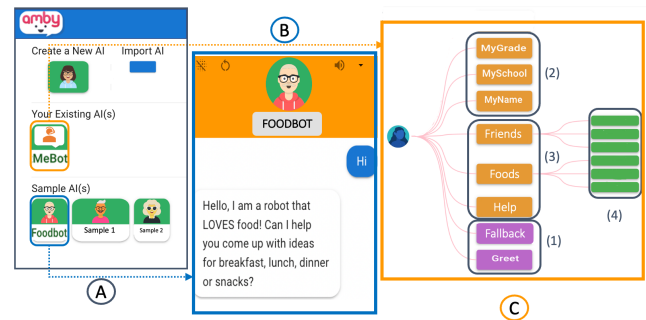 amby
Create a New AI
Import AI
Your Existing AI(s)
MeBot
Sample AI(s)
Foodbot
Sample 1
Sample 2
A
B
FOODBOT
Hi
Hello, I am a robot that
LOVES food! Can I help
you come up with ideas
for breakfast, lunch, dinner
or snacks?
MyGrade
MySchool
MyName
(2)
Friends
Foods
Help
(3)
(4)
Fallback
Greet
(1)
C